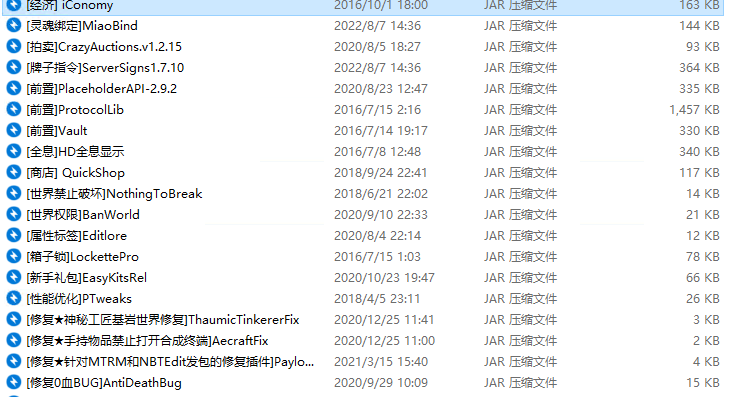 [经济] iConomy 2016/10/1 18:00 JAR 压缩文件 163 KB
[灵魂绑定]MiaoBind 2022/8/7 14:36 JAR 压缩文件 144 KB
[拍卖]CrazyAuctions.v1.2.15 2020/8/5 18:27 JAR 压缩文件 93 KB
[牌子指令]ServerSigns1.7.10 2022/8/7 14:36 JAR 压缩文件 364 KB
[前置]PlaceholderAPI-2.9.2 2020/8/23 12:47 JAR 压缩文件 335 KB
[前置]ProtocolLib 2016/7/15 2:16 JAR 压缩文件 1,457 KB
[前置]Vault 2016/7/14 19:17 JAR 压缩文件 330 KB
[全息]HD全息显示 2016/7/8 12:48 JAR 压缩文件 340 KB
[商店] QuickShop 2018/9/24 22:41 JAR 压缩文件 117 KB
[世界禁止破坏]NothingToBreak 2018/6/21 22:02 JAR 压缩文件 14 KB
[世界权限]BanWorld 2020/9/10 22:33 JAR 压缩文件 21 KB
[属性标签]Editlore 2020/8/4 22:14 JAR 压缩文件 12 KB
[箱子锁]LockettePro 2016/7/15 1:03 JAR 压缩文件 78 KB
[新手礼包]EasyKitsRel 2020/10/23 19:47 JAR 压缩文件 66 KB
[性能优化]PTweaks 2018/4/5 23:11 JAR 压缩文件 26 KB
[修复★神秘工匠基岩世界修复]ThaumicTinkererFix 2020/12/25 11:41 JAR 压缩文件 3 KB
[修复★手持物品禁止打开合成终端]AecraftFix 2020/12/25 11:00 JAR 压缩文件 2 KB
[修复★针对MTRM和NBTEdit发包的修复插件]Paylo... 2021/3/15 15:40 JAR 压缩文件 4 KB
[修复0血BUG]AntiDeathBug 2020/9/29 10:09 JAR 压缩文件 15 KB